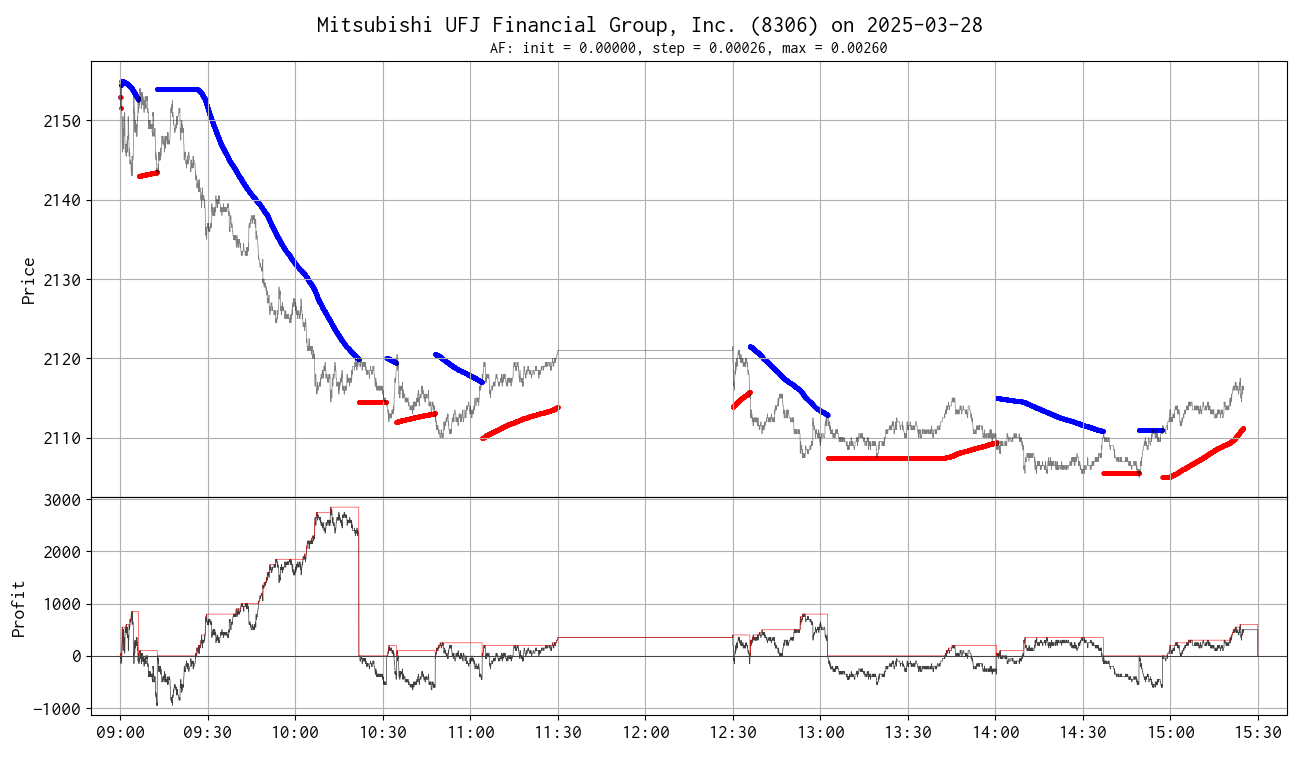 Mitsubishi UFJ Financial Group, Inc. (8306) on 2025-03-28
AF: init = 0.00000, step = 0.00026, max = 0.00260
Price
2150
2140
2130
2120
2110
Profit
3000
2000
1000
0
−1000
09:00 09:30 10:00 10:30 11:00 11:30 12:00 12:30 13:00 13:30 14:00 14:30 15:00 15:30